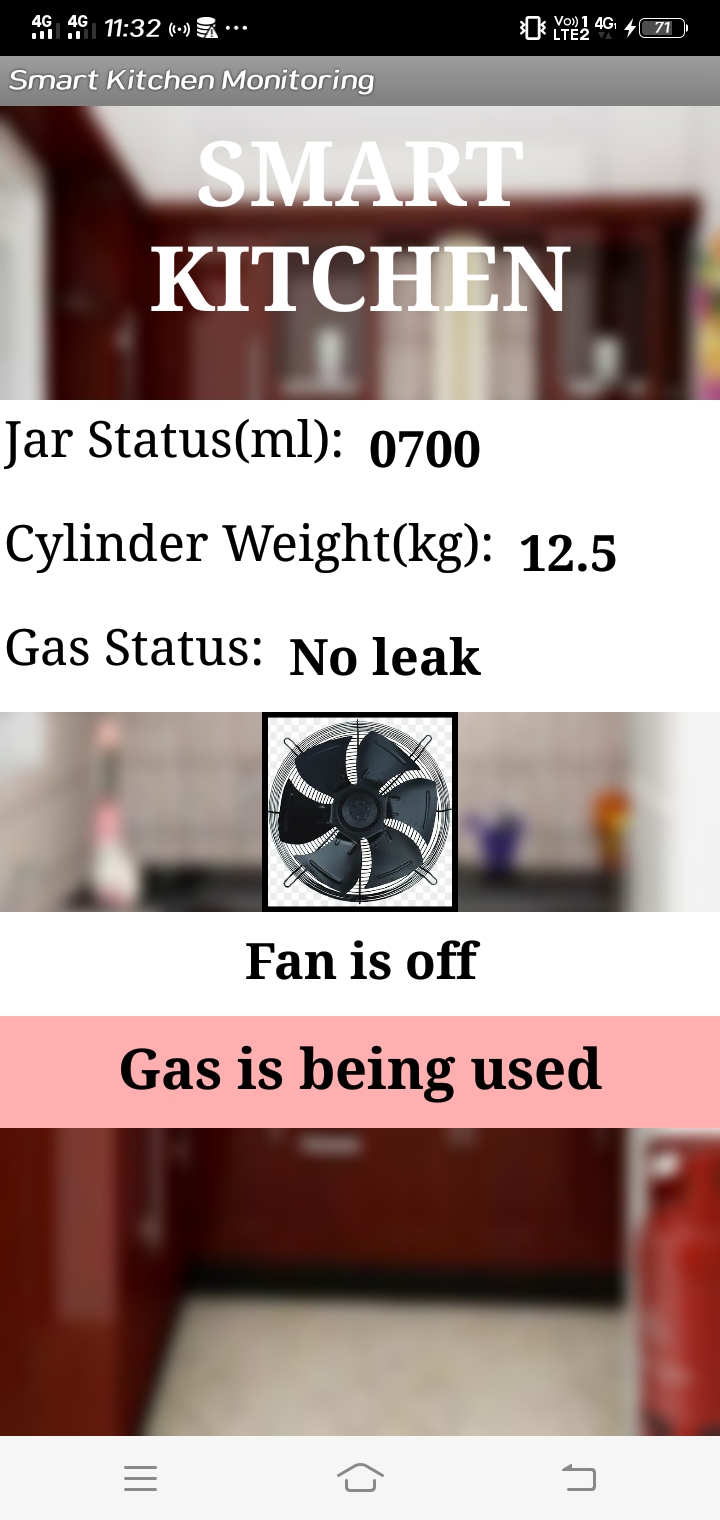 4G 4G 11:32 ... Vo)) 1 LTE2 4G 71
Smart Kitchen Monitoring
SMART
KITCHEN
Jar Status(ml): 0700
Cylinder Weight(kg): 12.5
Gas Status: No leak
Fan is off
Gas is being used